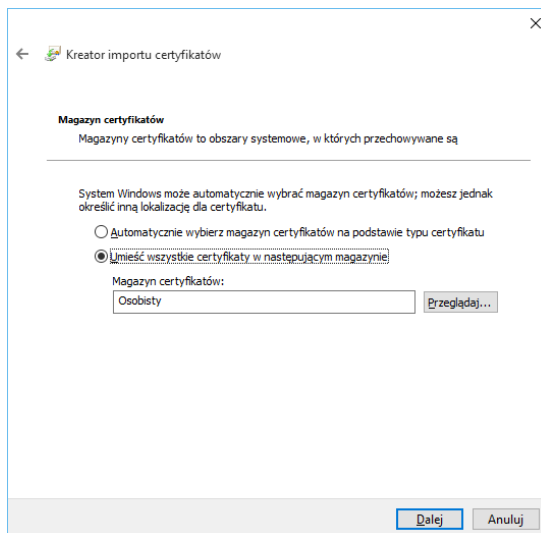 Kreator importu certyfikatów
Magazyn certyfikatów
Magazyny certyfikatów to obszary systemowe, w których przechowywane są
System Windows może automatycznie wybrać magazyn certyfikatów; możesz jednak
określić inną lokalizację dla certyfikatu.
Automatycznie wybierz magazyn certyfikatów na podstawie typu certyfikatu
Umieść wszystkie certyfikaty w następującym magazynie
Magazyn certyfikatów:
Osobisty
Przeglądaj...
Dalej
Anuluj